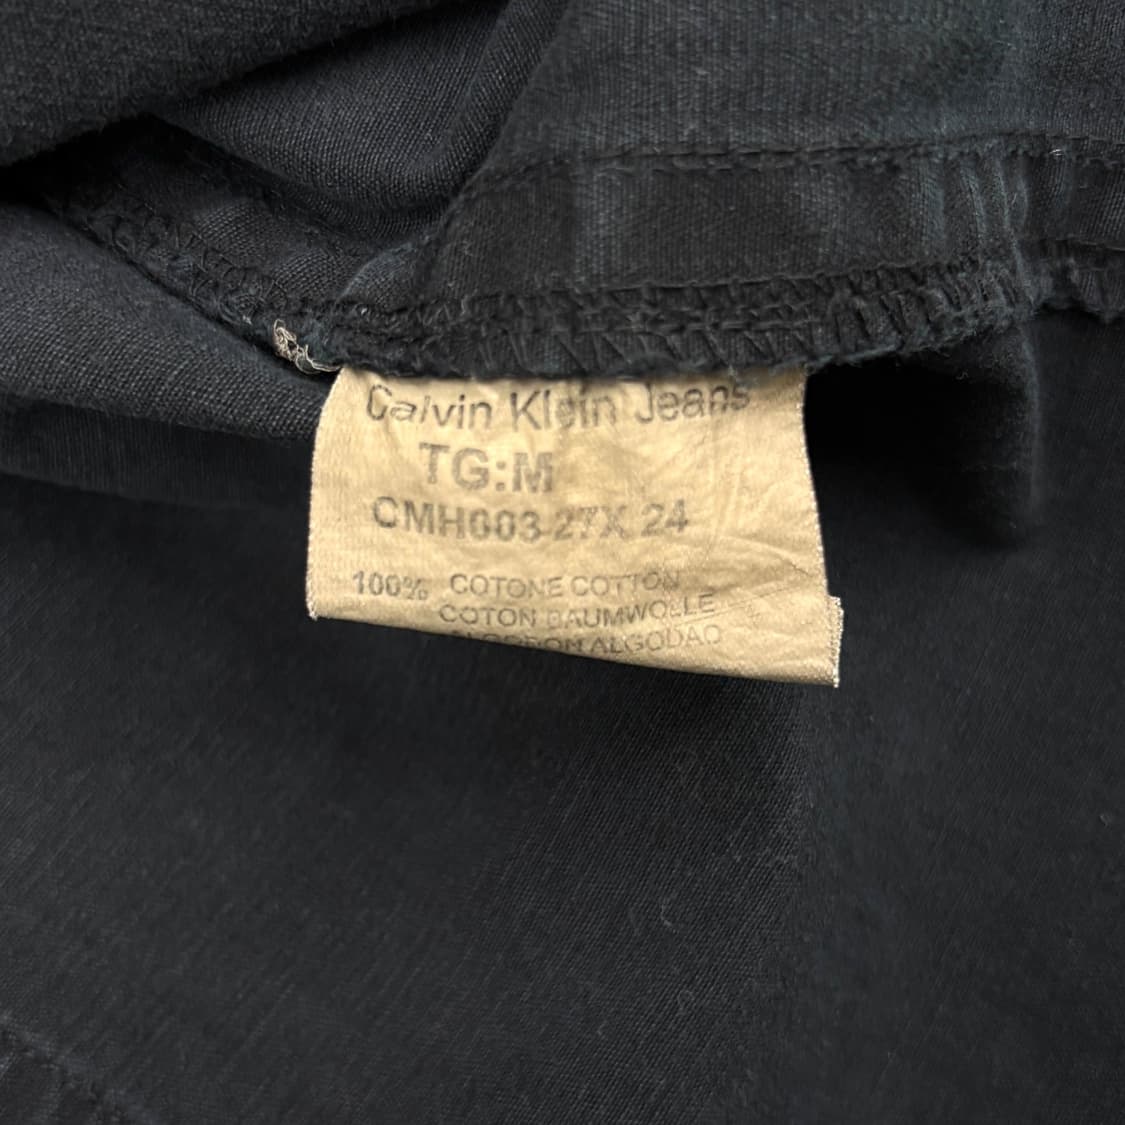 Calvin Klein Jeans
TG:M
CMH003 27X 24
100% COTONE COTTON
COTON BAUMWOLLE
ALGODON ALGODAO